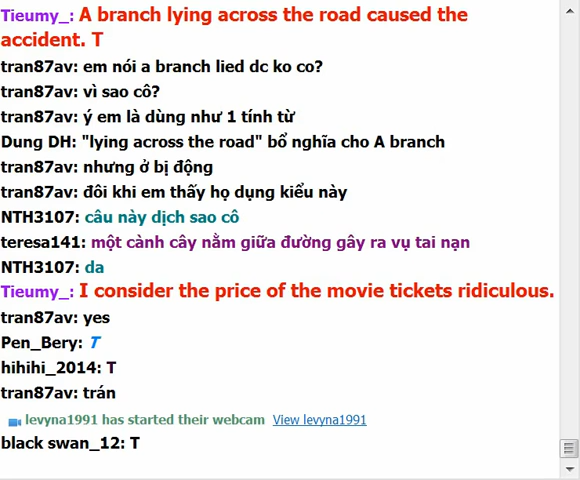 Tieumy_: A branch lying across the road caused the
accident. T
tran87av: em nói a branch lied dc ko co?
tran87av: vì sao cô?
tran87av: ý em là dùng như 1 tính từ
Dung DH: "lying across the road" bổ nghĩa cho A branch
tran87av: nhưng ở bị động
tran87av: đôi khi em thấy họ dụng kiểu này
NTH3107: câu này dịch sao cô
teresa141: một cành cây nằm giữa đường gây ra vụ tai nạn
NTH3107: da
Tieumy_: I consider the price of the movie tickets ridiculous.
tran87av: yes
Pen_Bery: T
hihihi_2014: T
tran87av: trán
levyna1991 has started their webcam View levyna1991
black swan_12: T